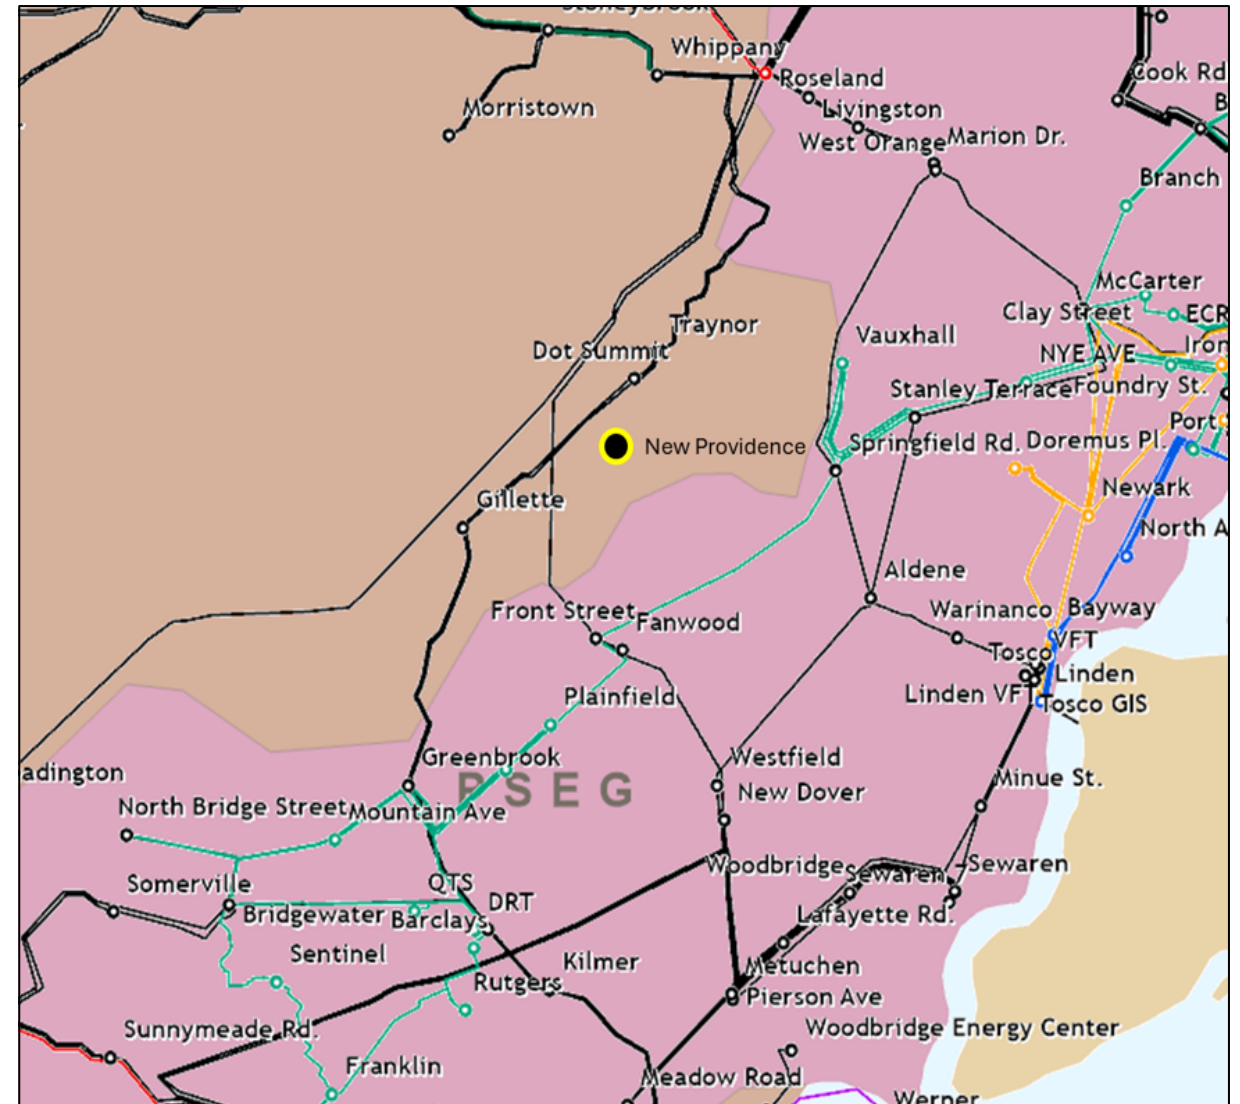 Stoneybrook
Whippany
Roseland
Cook Rd
Morristown
Livingston
B
West Orange
Marion Dr.
Branch
McCarter
Clay Street
ECR
Traynor
Vauxhall
Dot Summit
NYE AVE
Iron
Stanley Terrace
Foundry St.
Port
New Providence
Springfield Rd.
Doremus Pl.
Gillette
Newark
North A
Aldene
Front Street
Fanwood
Warinanco
Bayway
VFT
Tosco
Linden
Plainfield
Linden VFT
Tosco GIS
Greenbrook
Westfield
adington
PSEG
New Dover
Minue St.
North Bridge Street
Mountain Ave
Woodbridge
Sewaren
Sewaren
Somerville
QTS
DRT
Bridgewater
Barclays
Lafayette Rd.
Sentinel
Kilmer
Metuchen
Rutgers
Pierson Ave
Sunnymeade Rd.
Woodbridge Energy Center
Franklin
Meadow Road
Werner